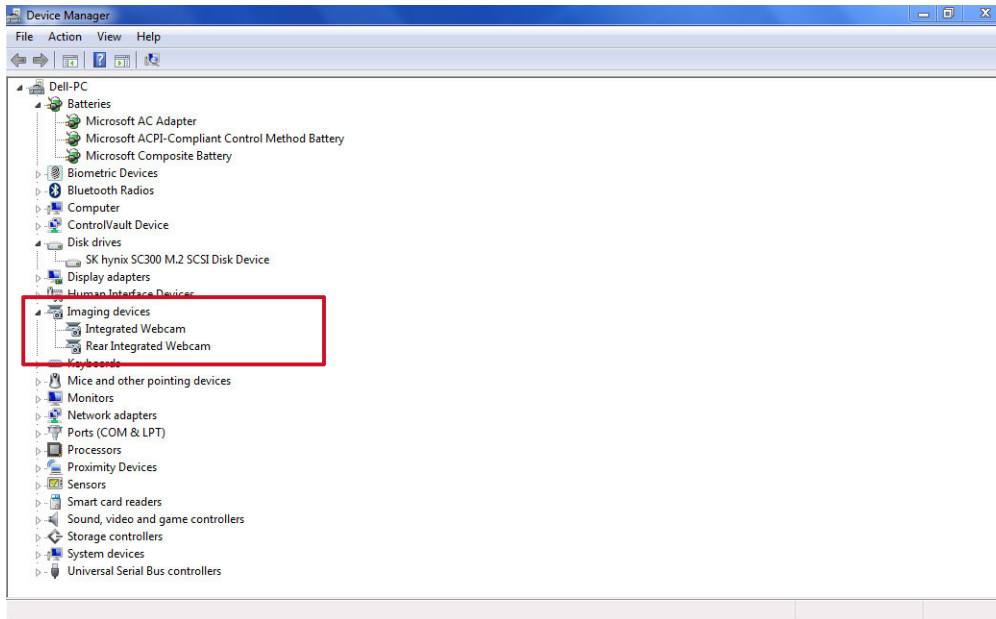 Device Manager
File Action View Help
Dell-PC
Batteries
Microsoft AC Adapter
Microsoft ACPI-Compliant Control Method Battery
Microsoft Composite Battery
Biometric Devices
Bluetooth Radios
Computer
ControlVault Device
Disk drives
SK hynix SC300 M.2 SCSI Disk Device
Display adapters
Human Interface Devices
Imaging devices
Integrated Webcam
Rear Integrated Webcam
Keyboards
Mice and other pointing devices
Monitors
Network adapters
Ports (COM & LPT)
Processors
Proximity Devices
Sensors
Smart card readers
Sound, video and game controllers
Storage controllers
System devices
Universal Serial Bus controllers